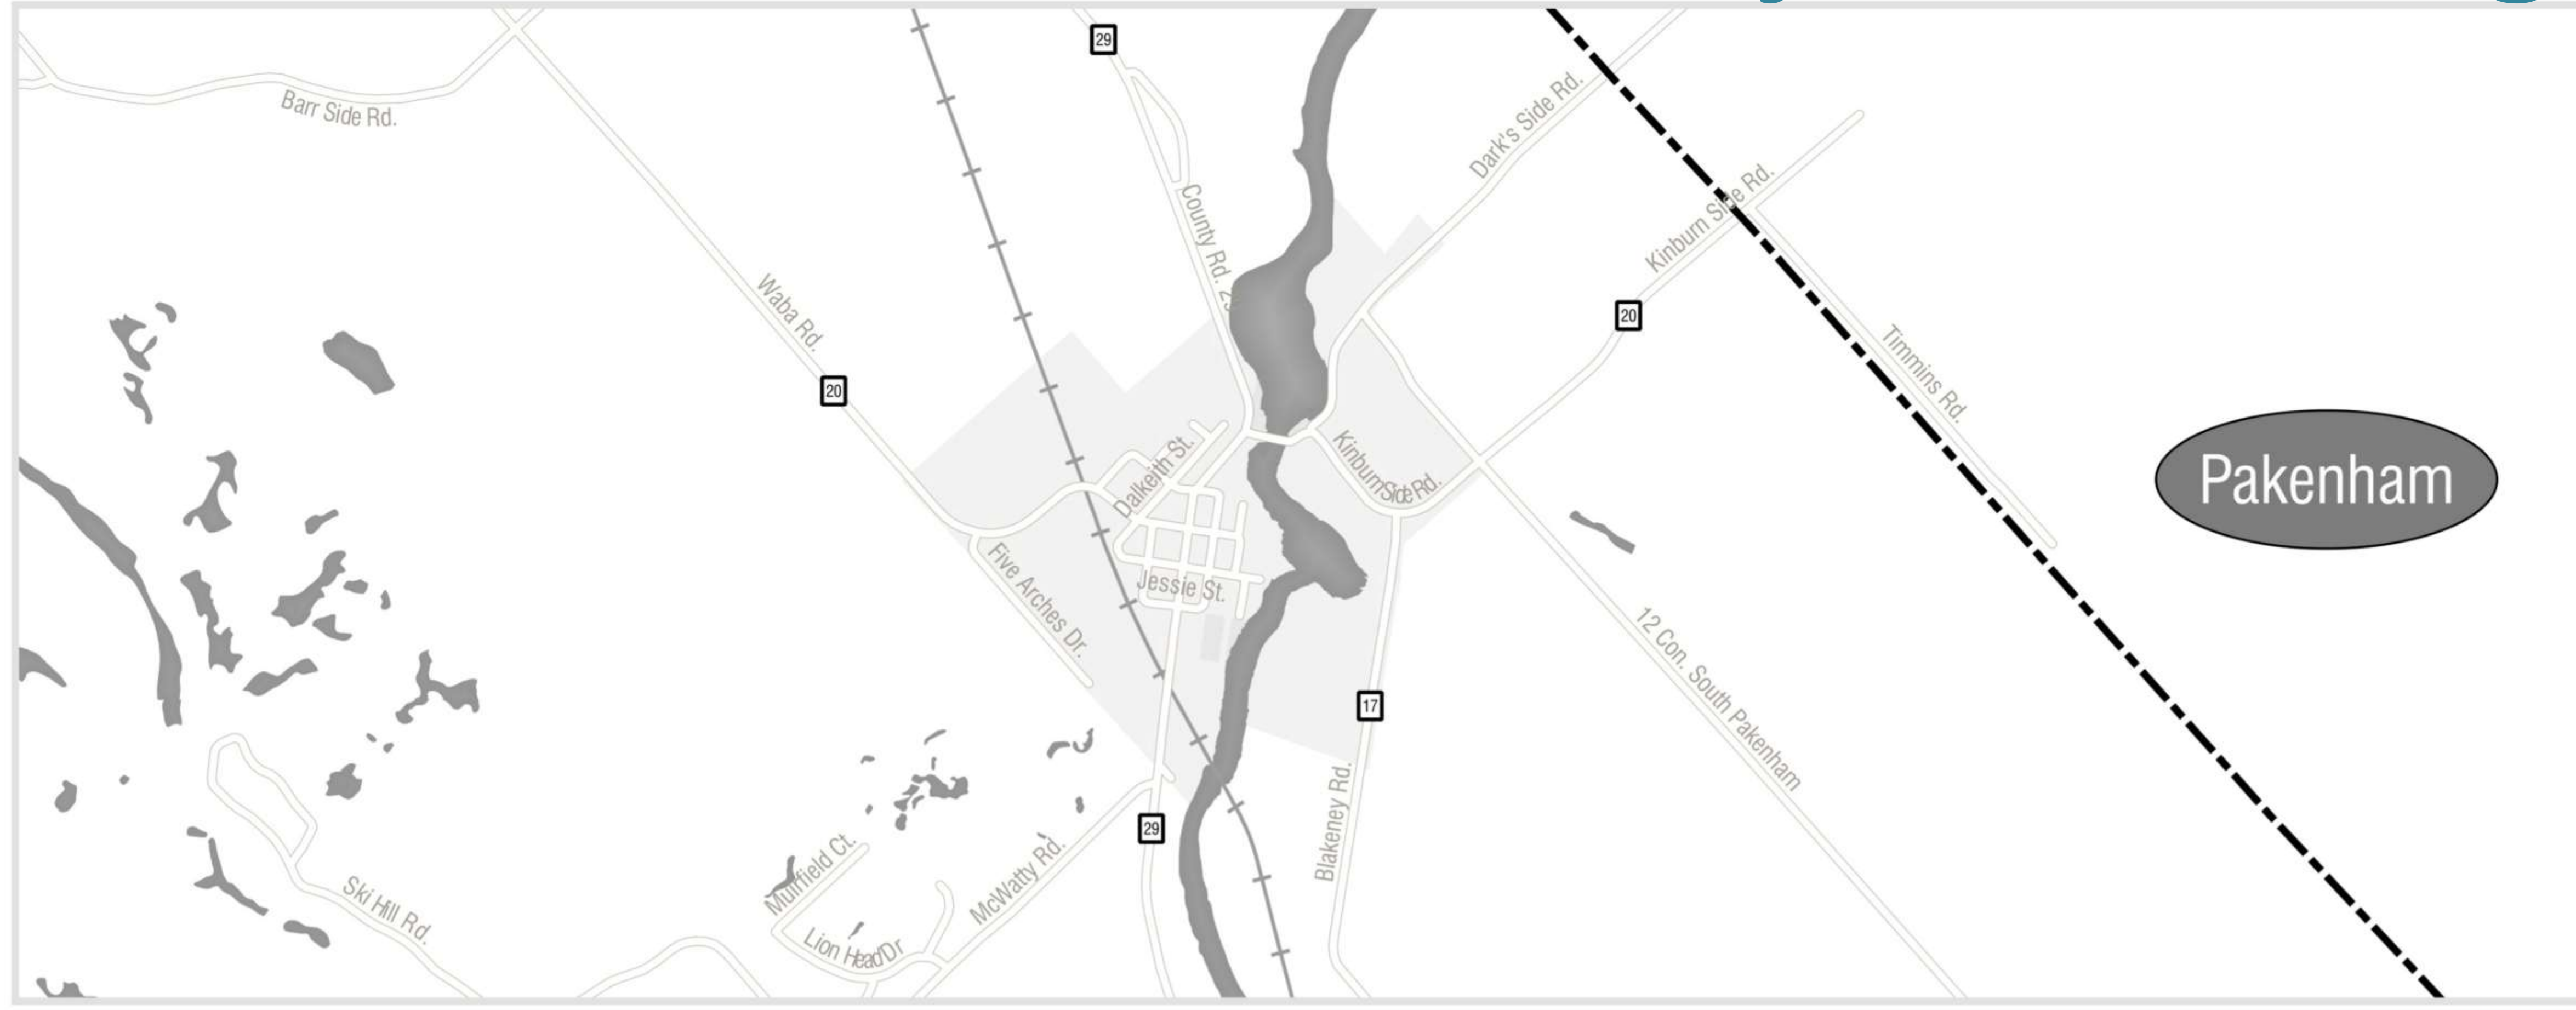 29
Barr Side Rd.
Dark's Side Rd.
Kinburn Side Rd.
County Rd. 29
Waba Rd.
20
20
Timmins Rd.
Dalkeith St.
Kinburn Side Rd.
Pakenham
Five Arches Dr.
Jessie St.
12 Con. South Pakenham
17
29
Blakeney Rd.
Muirfield Ct.
McWatty Rd.
Ski Hill Rd.
Lion Head Dr